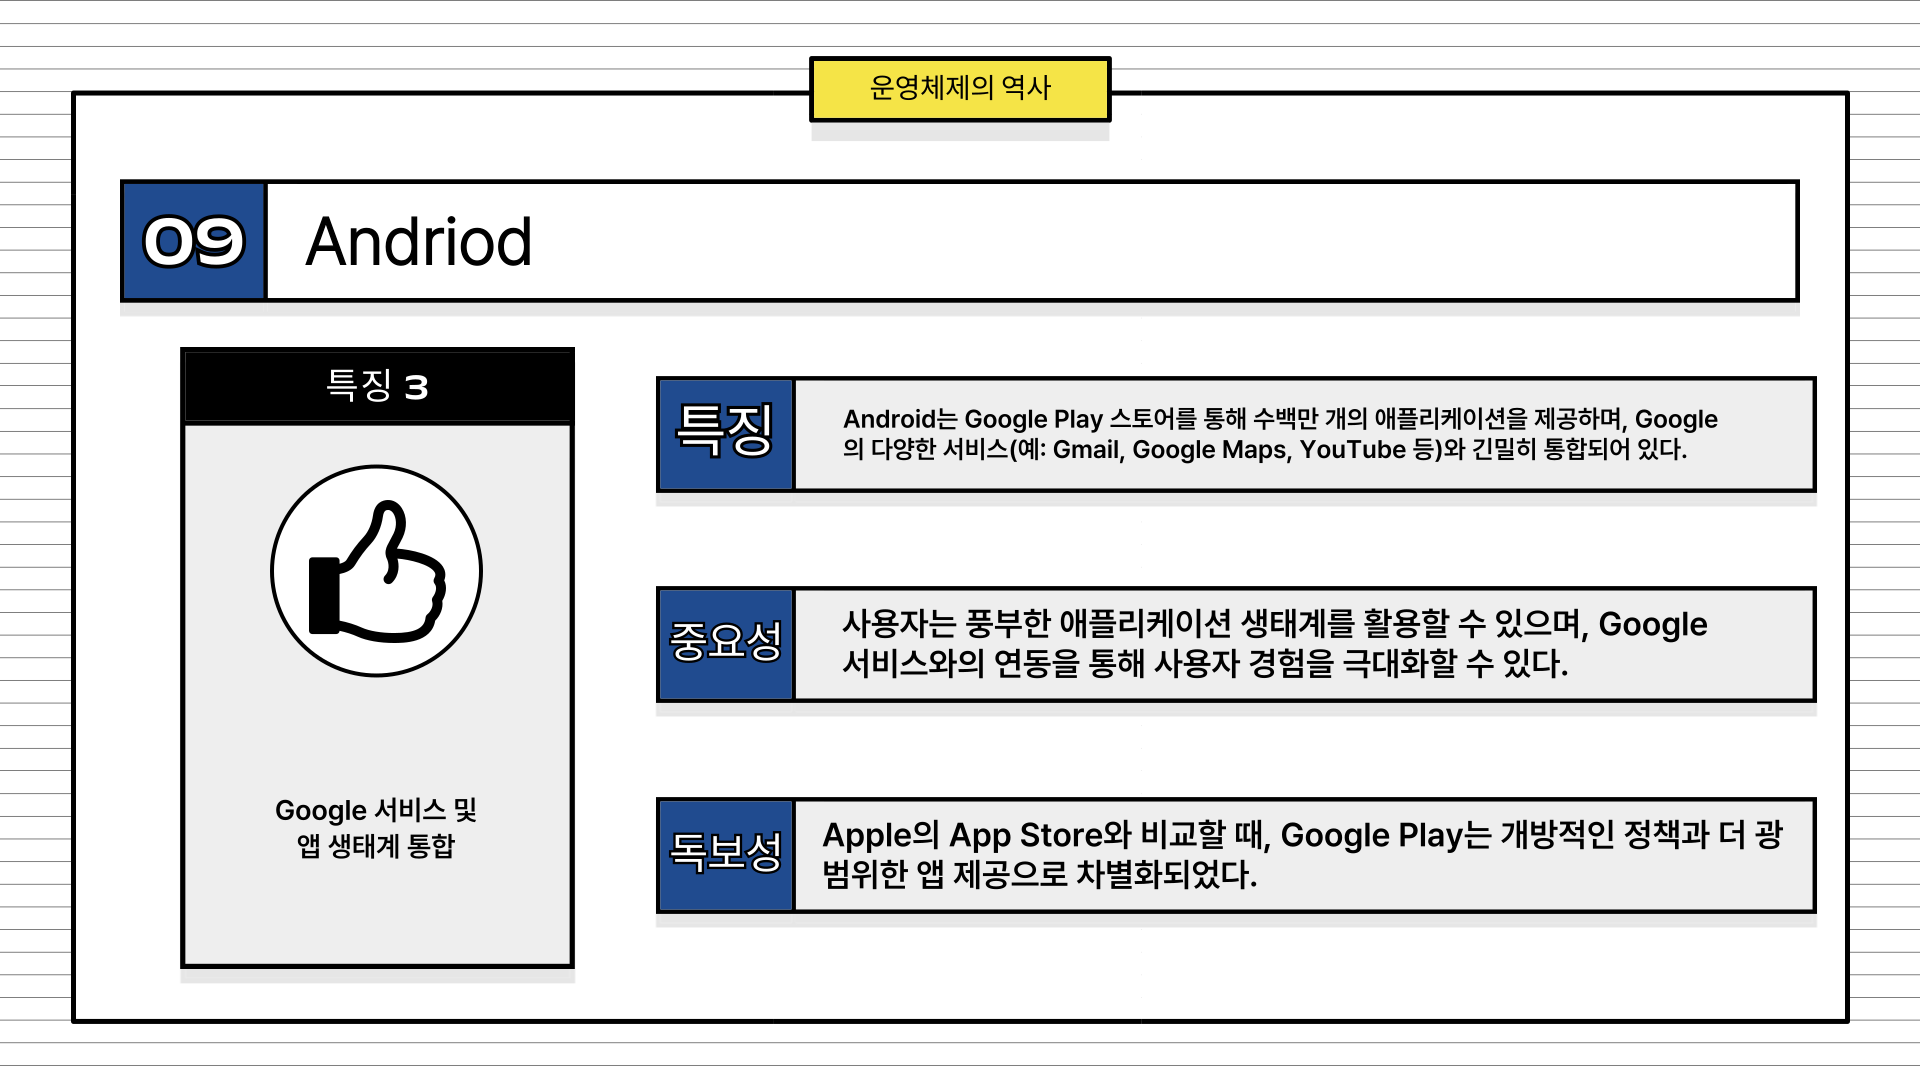 운영체제의 역사
09
Andriod
특징 3
Google 서비스 및
앱 생태계 통합
특징
Android는 Google Play 스토어를 통해 수백만 개의 애플리케이션을 제공하며, Google
의 다양한 서비스(예: Gmail, Google Maps, YouTube 등)와 긴밀히 통합되어 있다.
중요성
사용자는 풍부한 애플리케이션 생태계를 활용할 수 있으며, Google
서비스와의 연동을 통해 사용자 경험을 극대화할 수 있다.
독보성
Apple의 App Store와 비교할 때, Google Play는 개방적인 정책과 더 광
범위한 앱 제공으로 차별화되었다.